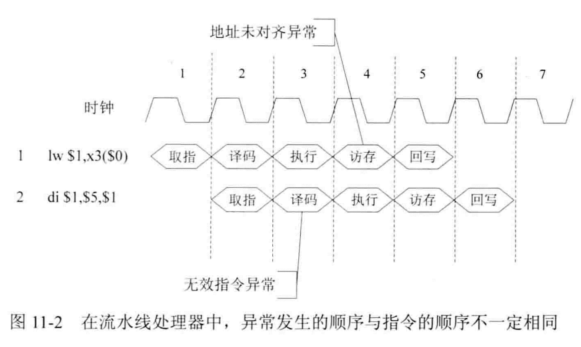 地址未对齐异常
1 2 3 4 5 6 7
时钟
1 lw $1,x3($0) 取指 译码 执行 访存 回写
2 di $1,$5,$1 取指 译码 执行 访存 回写
无效指令异常
图 11-2 在流水线处理器中，异常发生的顺序与指令的顺序不一定相同